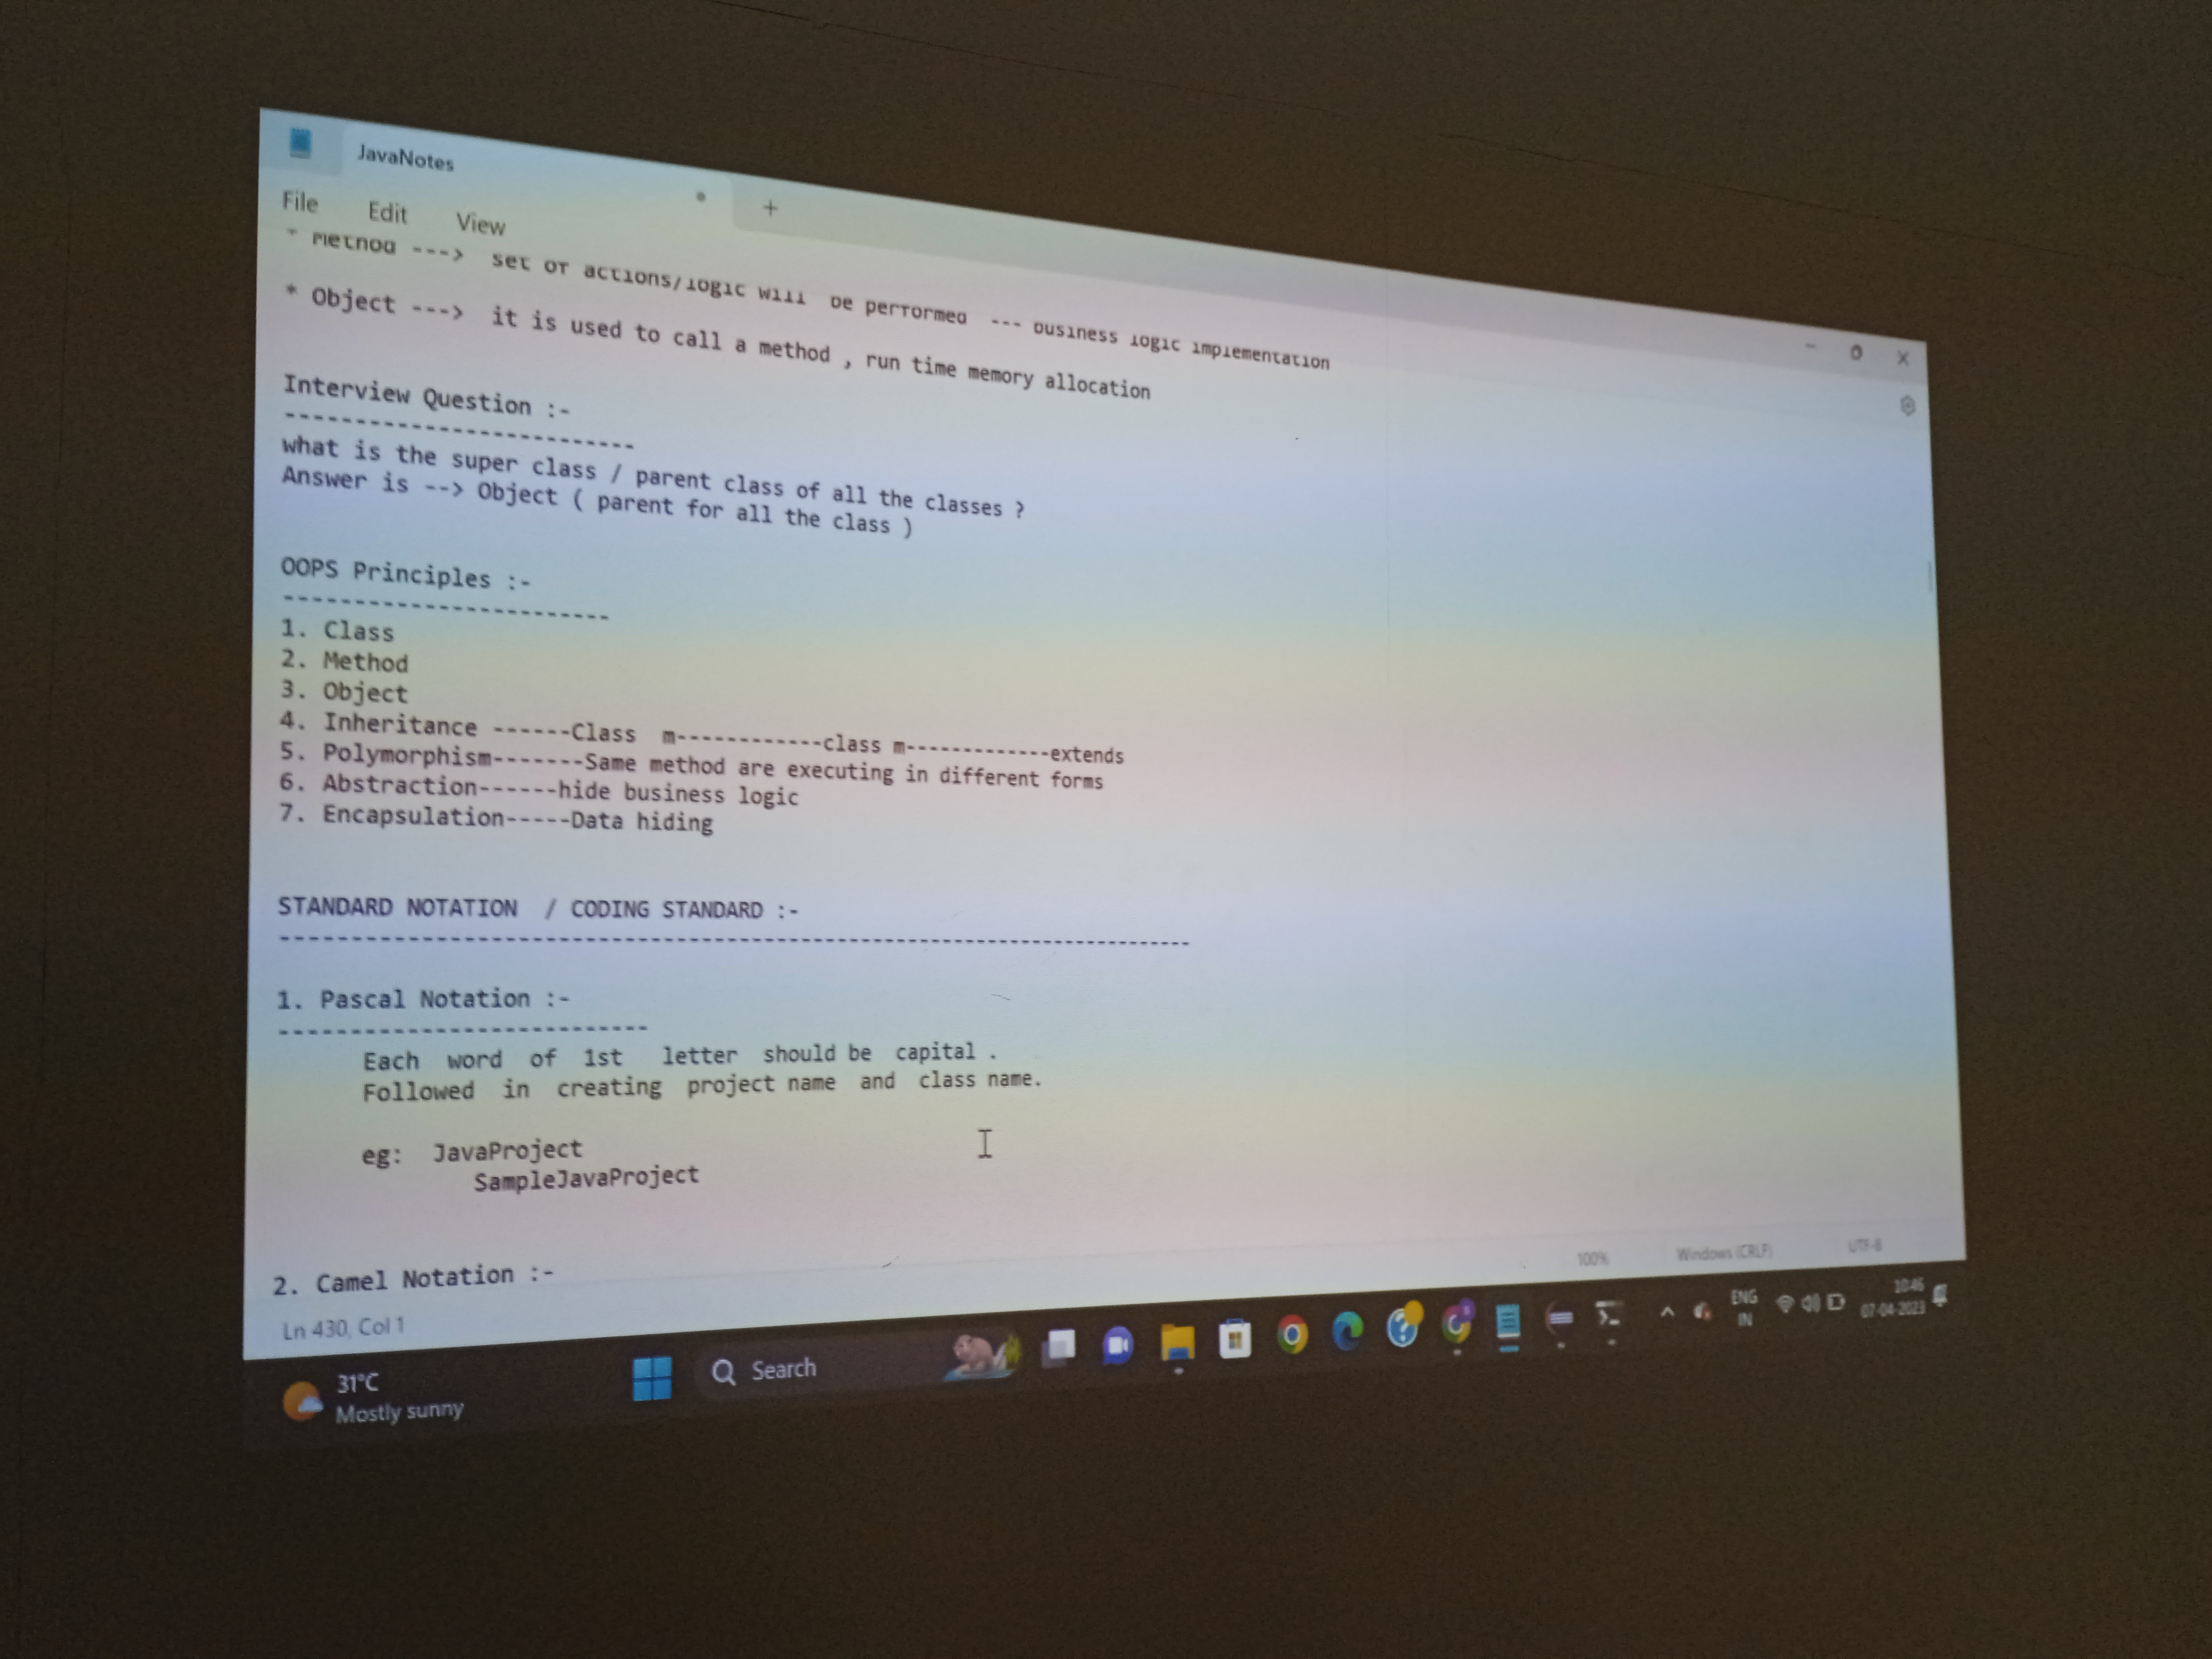 JavaNotes
File Edit View
* Method ---> set of actions/logic will be performed --- business logic implementation
* Object ---> it is used to call a method , run time memory allocation
Interview Question :-
-------------------------
what is the super class / parent class of all the classes ?
Answer is --> Object ( parent for all the class )
OOPS Principles :-
-----------------------
1. Class
2. Method
3. Object
4. Inheritance ------Class m------------class m-------------extends
5. Polymorphism-------Same method are executing in different forms
6. Abstraction------hide business logic
7. Encapsulation-----Data hiding
STANDARD NOTATION / CODING STANDARD :-
-----------------------------------------------------------------------
1. Pascal Notation :-
--------------------------
Each word of 1st letter should be capital .
Followed in creating project name and class name.
eg: JavaProject
SampleJavaProject
2. Camel Notation :-
Ln 430, Col 1 100% Windows (CRLF) UTF-8
31°C
Mostly sunny
Search
ENG
IN
10:46
07-04-2023